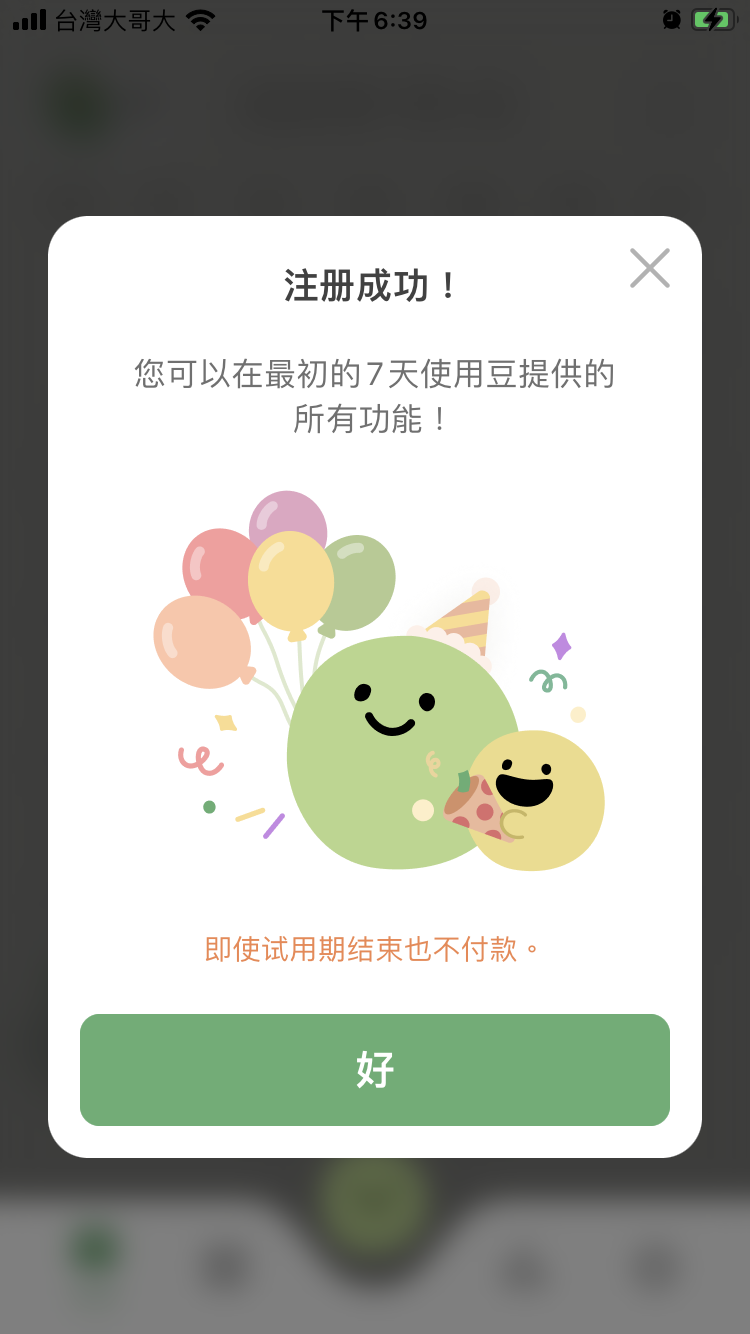 台灣大哥大
下午6:39
注册成功！
您可以在最初的7天使用豆提供的
所有功能！
即使试用期结束也不付款。
好